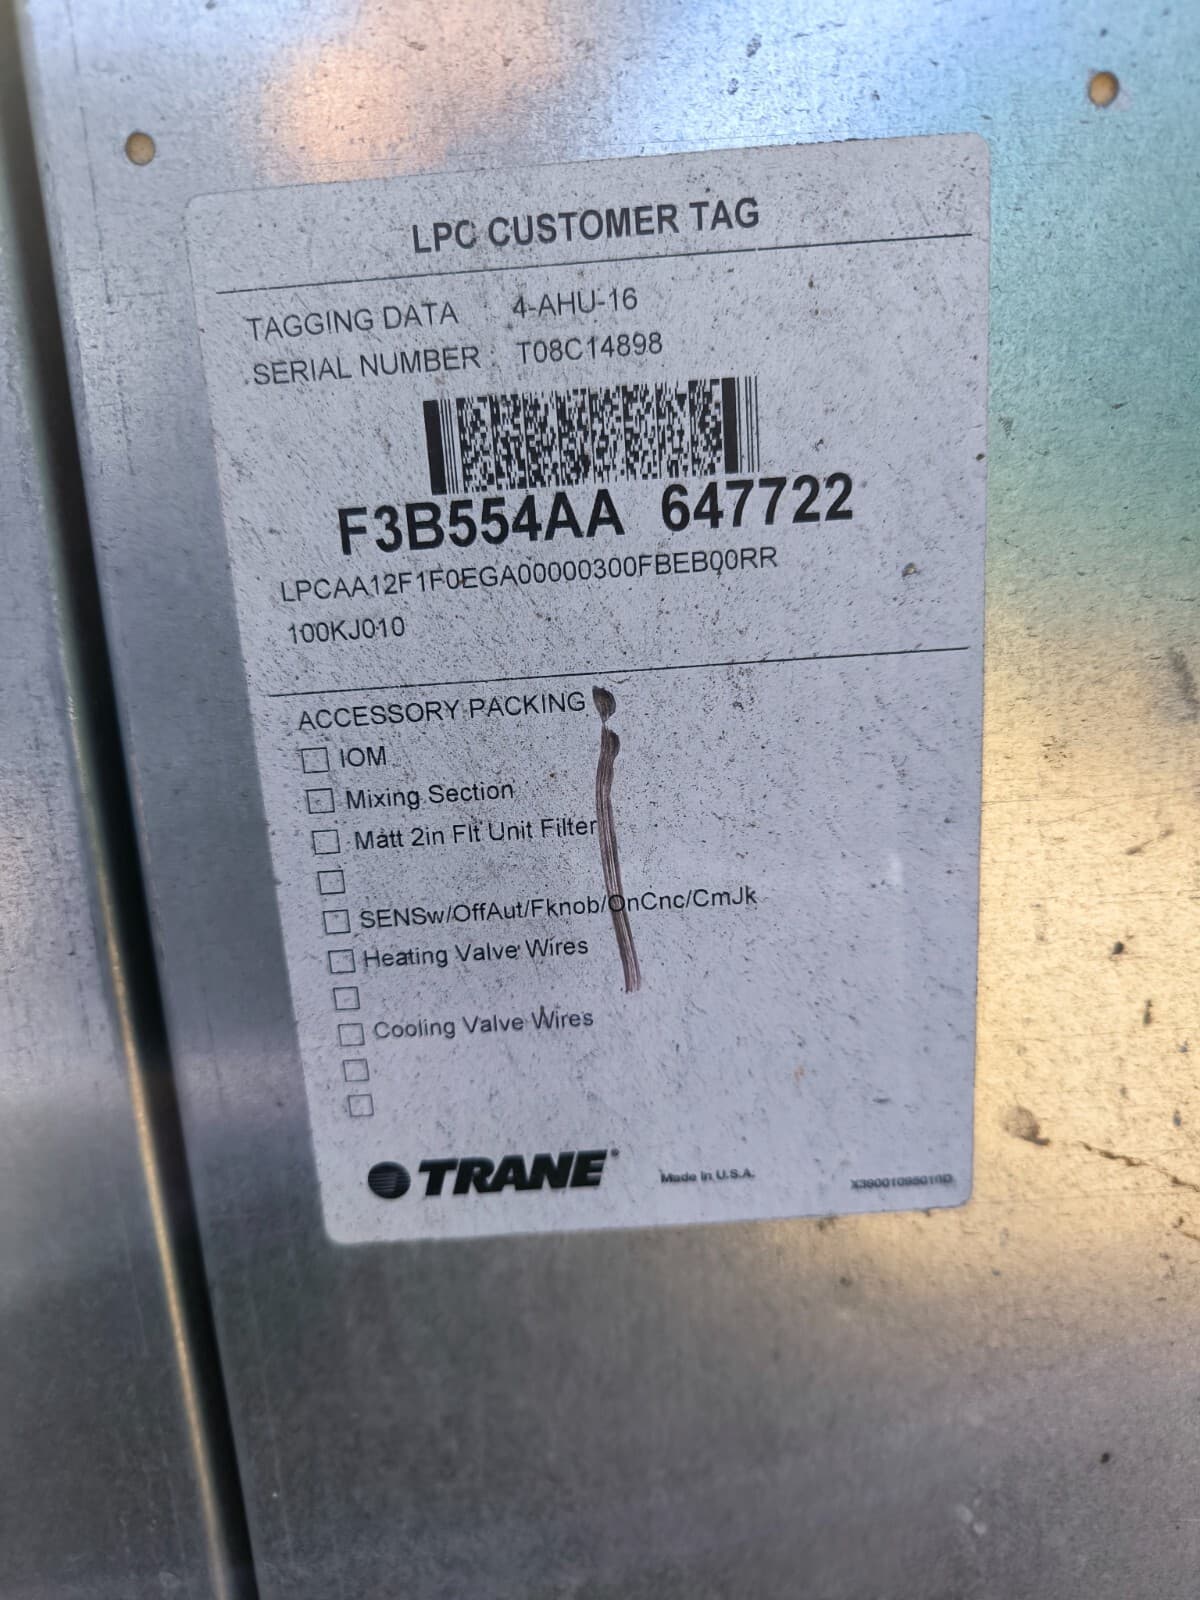 LPC CUSTOMER TAG
TAGGING DATA 4-AHU-16
SERIAL NUMBER : T08C14898
F3B554AA 647722
LPCAA12F1F0EGA00000300FBEB00RR
100KJ010
ACCESSORY PACKING
IOM
Mixing Section
Matt 2in Flt Unit Filter
SENSw/OffAut/Fknob/OnCnc/CmJk
Heating Valve Wires
Cooling Valve Wires
TRANE
Made in U.S.A.